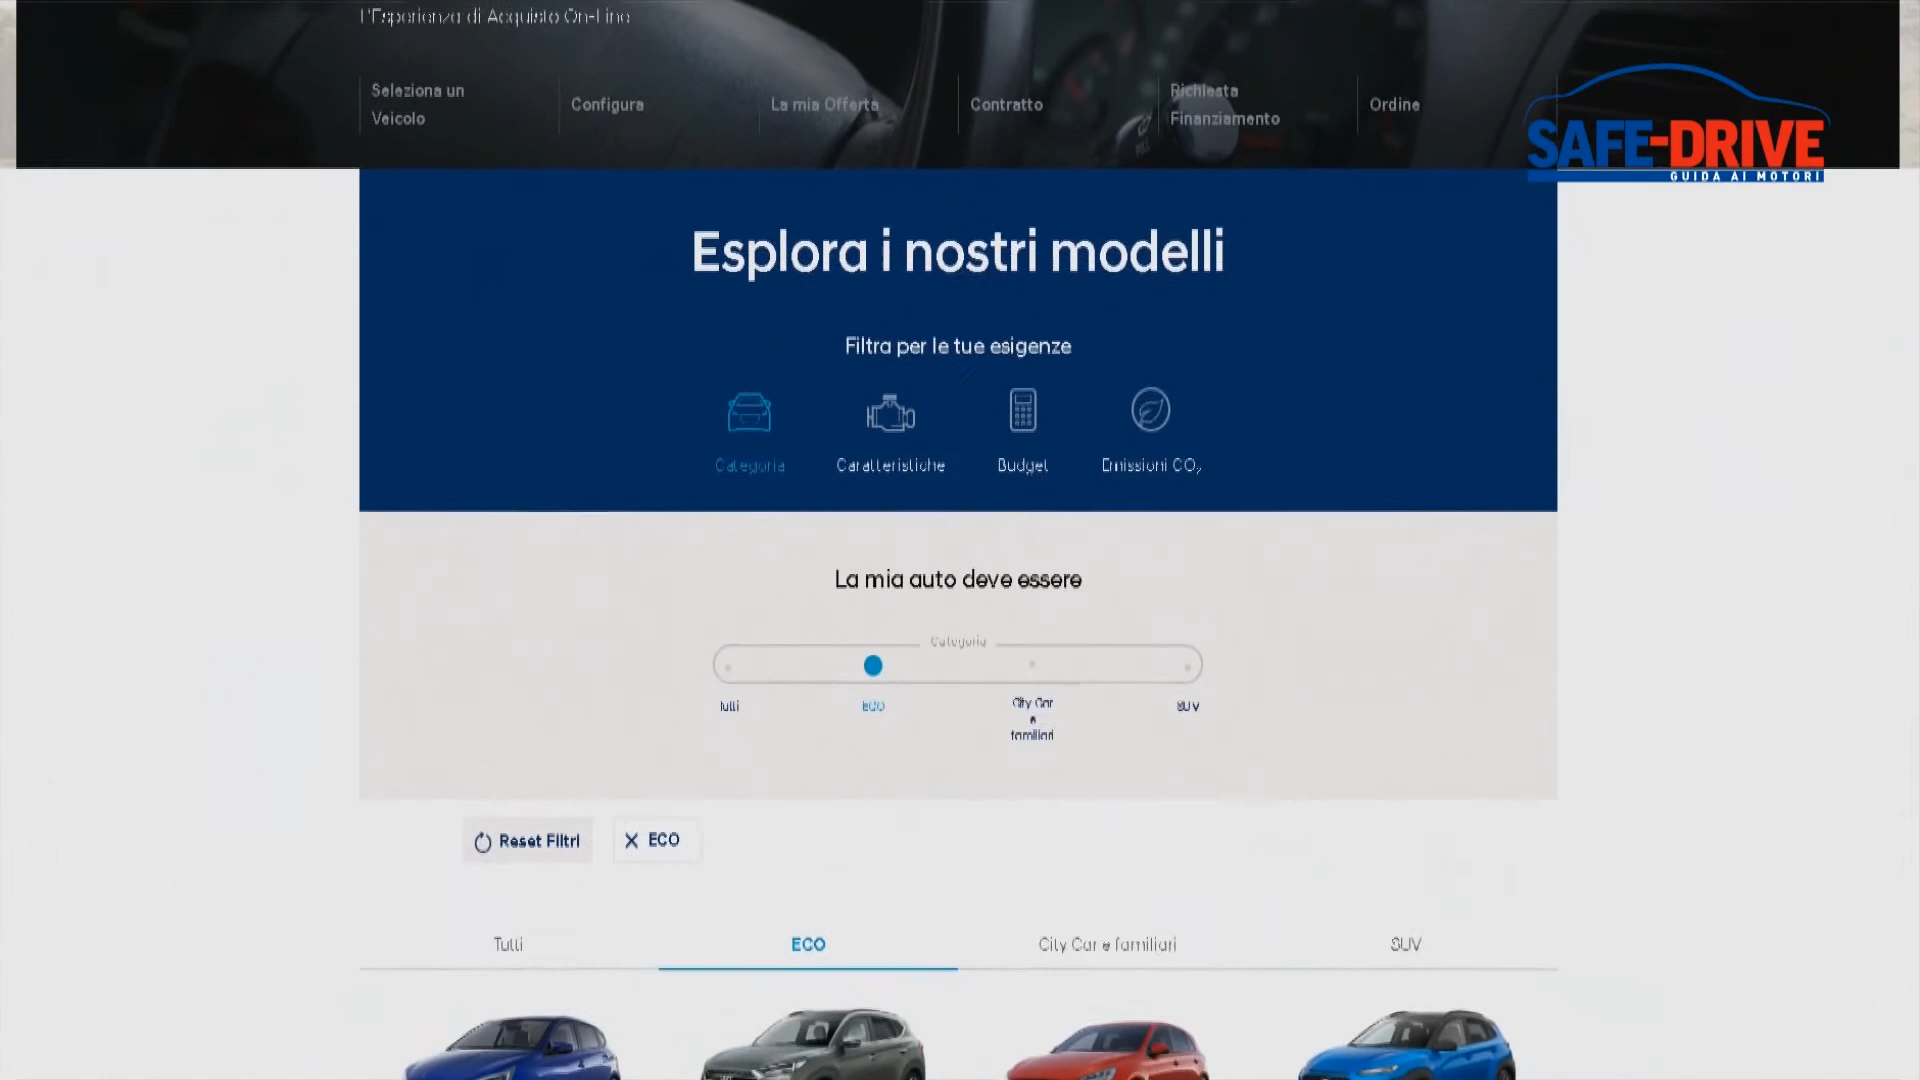 L'Esperienza di Acquisto On-Line
Seleziona un
Veicolo
Configura
La mia Offerta
Contratto
Richiesta
Finanziamento
Ordine
SAFE-DRIVE
GUIDA AI MOTORI
Esplora i nostri modelli
Filtra per le tue esigenze
Categoria
Caratteristiche
Budget
Emissioni CO₂
La mia auto deve essere
Categoria
Tutti
ECO
City Car
e
familiari
SUV
Reset Filtri
ECO
Tutti
ECO
City Car e familiari
SUV